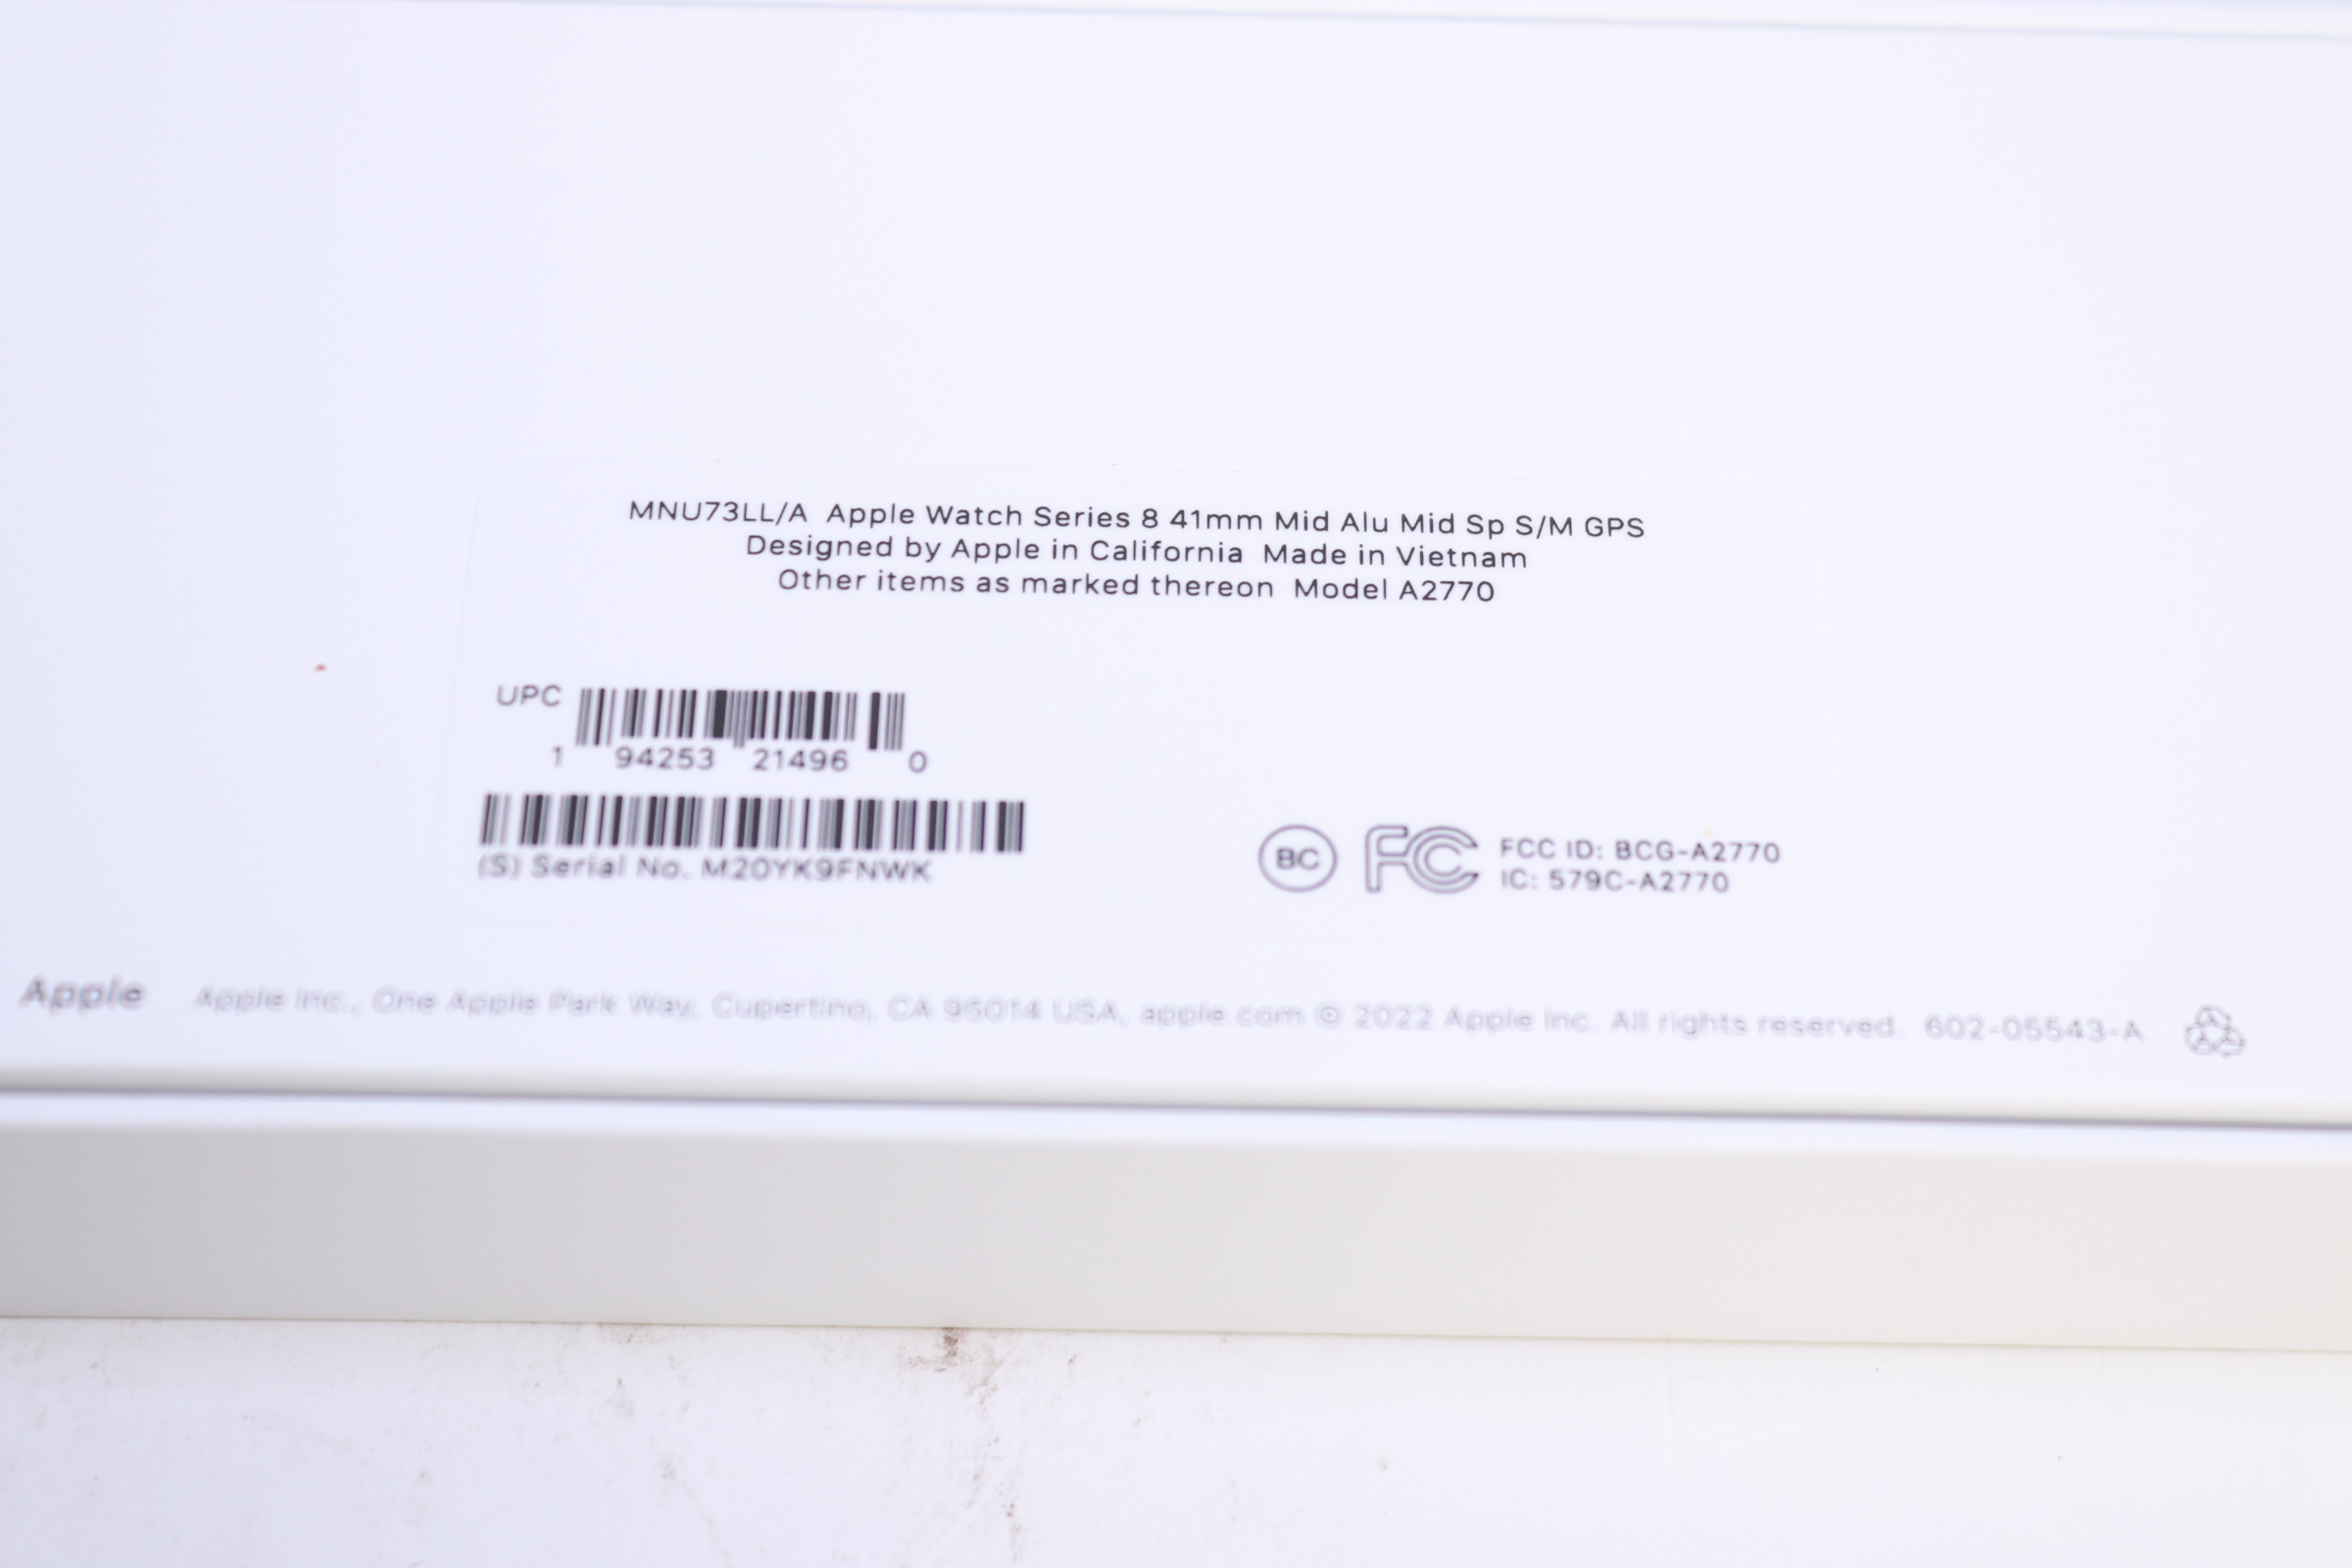 MNU73LL/A Apple Watch Series 8 41mm Mid Alu Mid Sp S/M GPS
Designed by Apple in California Made in Vietnam
Other items as marked thereon Model A2770
UPC
1 94253 21496 0
(S) Serial No. M20YK9FNWK
BC FC FCC ID: BCG-A2770
IC: 579C-A2770
Apple Apple Inc., One Apple Park Way, Cupertino, CA 95014 USA, apple.com © 2022 Apple Inc. All rights reserved. 602-05543-A